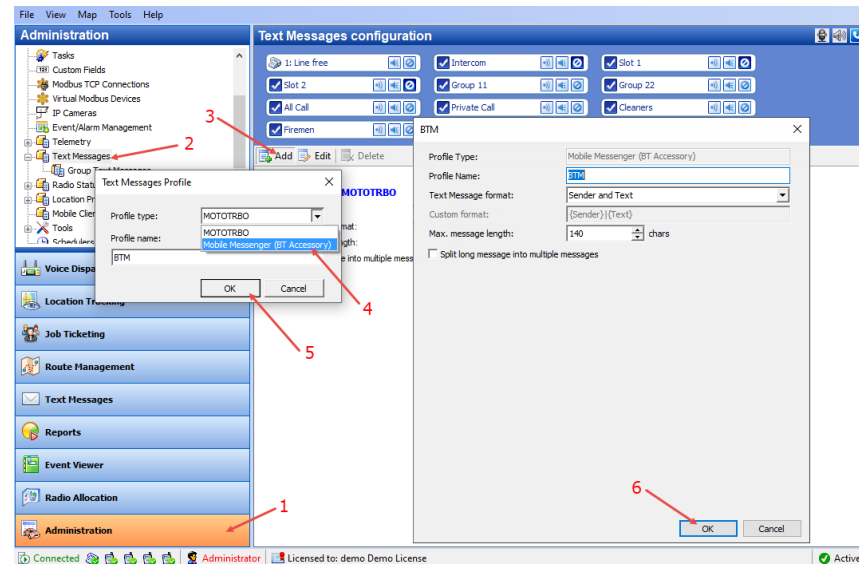 File View Map Tools Help
Administration
Tasks
Custom Fields
Modbus TCP Connections
Virtual Modbus Devices
IP Cameras
Event/Alarm Management
Telemetry
Text Messages
Group Text Messages
Radio Statu
Location Pr
Mobile Clien
Tools
Schedulers
Voice Dispa
Location Tracking
Job Ticketing
Route Management
Text Messages
Reports
Event Viewer
Radio Allocation
Administration
Text Messages configuration
1: Line free
Intercom
Slot 1
Slot 2
Group 11
Group 22
All Call
Private Call
Cleaners
Firemen
Add Edit Delete
MOTOTRBO
mat:
gth:
e into multiple mess
Text Messages Profile
Profile type:
MOTOTRBO
MOTOTRBO
Mobile Messenger (BT Accessory)
Profile name:
BTM
OK Cancel
BTM
Profile Type: Mobile Messenger (BT Accessory)
Profile Name: BTM
Text Message format: Sender and Text
Custom format: {Sender}|{Text}
Max. message length: 140 chars
Split long message into multiple messages
OK Cancel
1
2
3
4
5
6
Connected Administrator Licensed to: demo Demo License Active